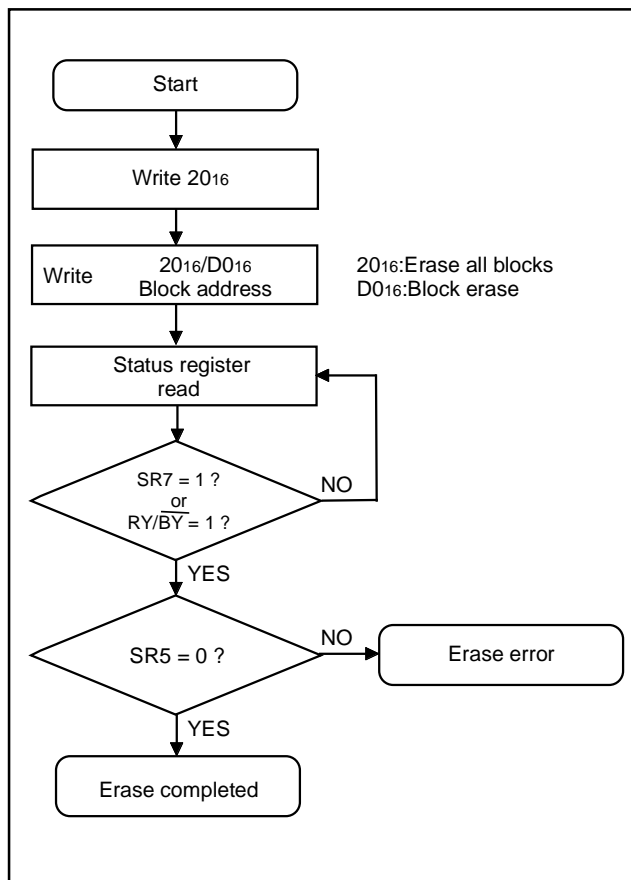 Start
Write 20₁₆
20₁₆/D0₁₆
Write Block address
20₁₆:Erase all blocks
D0₁₆:Block erase
Status register
read
SR7 = 1 ?
or
RY/B̅Y̅ = 1 ?
NO
YES
SR5 = 0 ?
NO
Erase error
YES
Erase completed